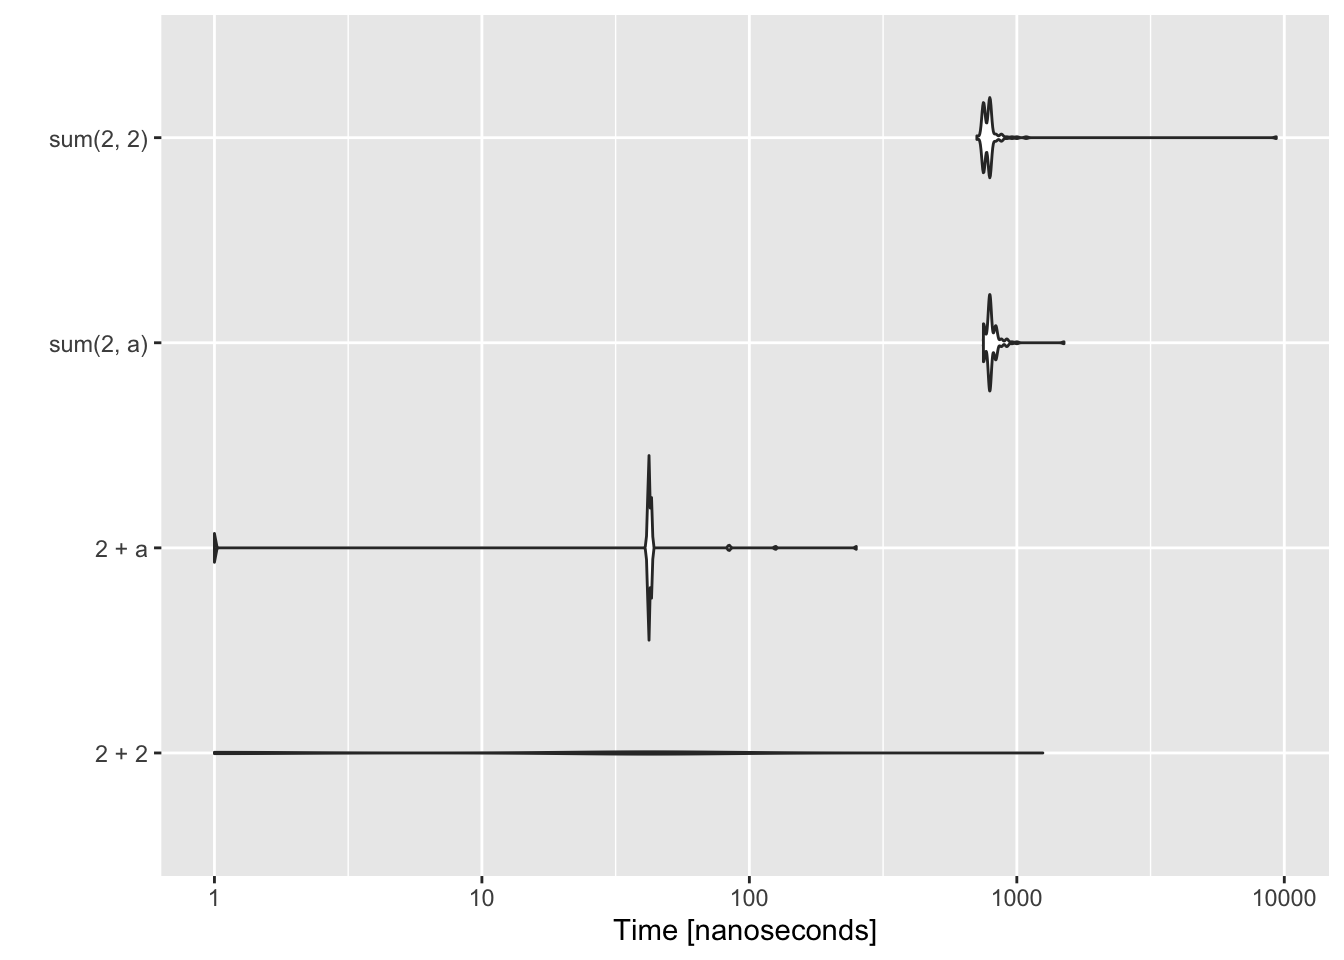 sum(2, 2)
sum(2, a)
2 + a
2 + 2
1 10 100 1000 10000
Time [nanoseconds]